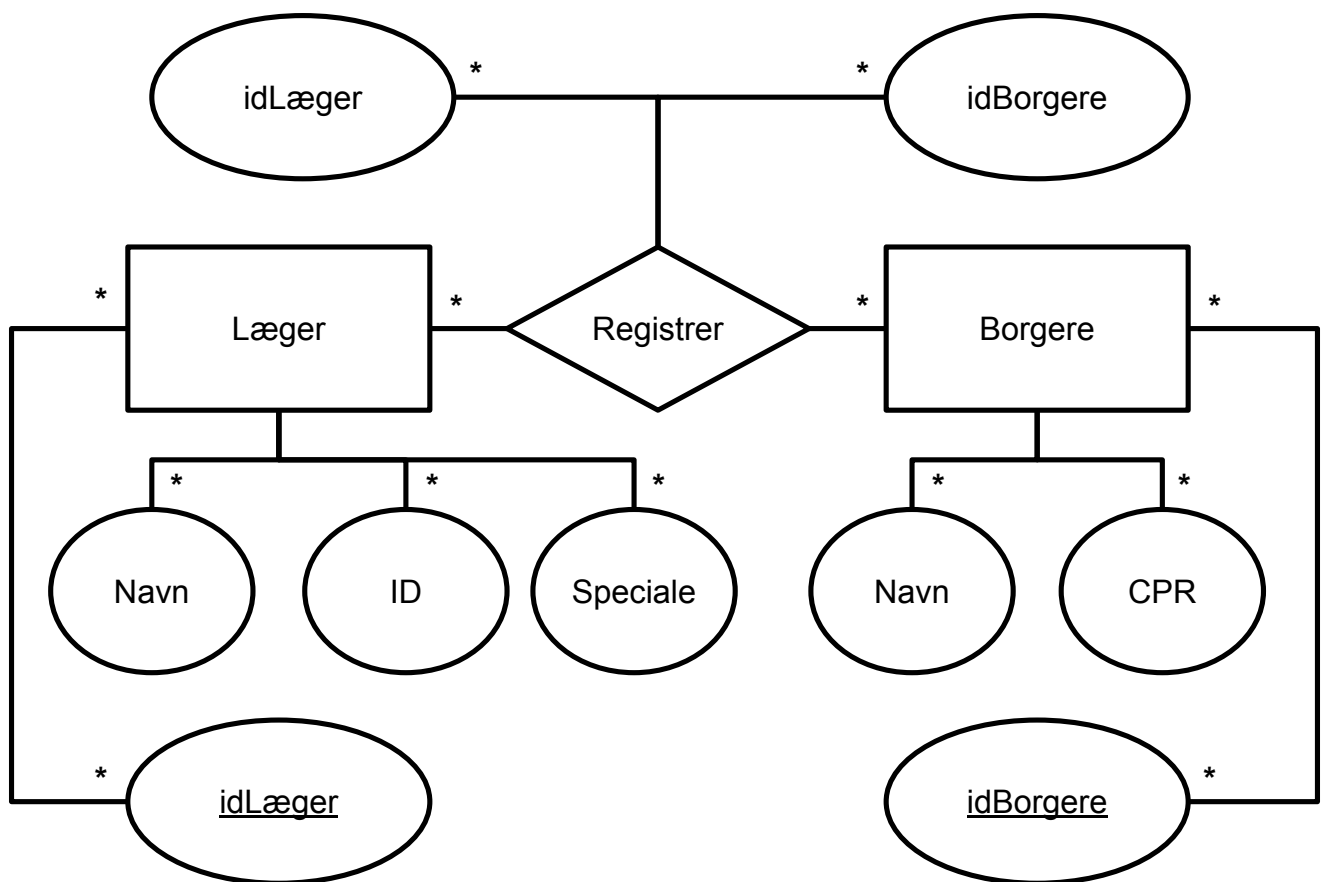 idLæger
*
*
idBorgere
*
Læger
*
Registrer
*
Borgere
*
*
*
*
*
*
Navn
ID
Speciale
Navn
CPR
*
idLæger
idBorgere
*